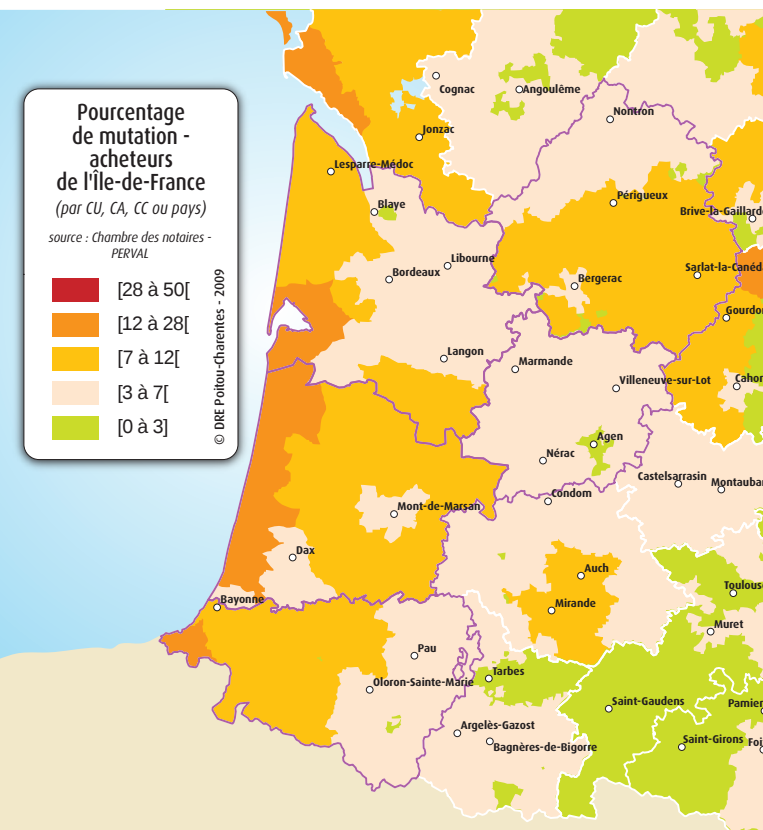 Pourcentage
de mutation -
acheteurs
de l'Île-de-France
(par CU, CA, CC ou pays)
source : Chambre des notaires -
PERVAL
[28 à 50[
[12 à 28[
[7 à 12[
[3 à 7[
[0 à 3]
© DRE Poitou-Charentes - 2009
Cognac
Angoulême
Nontron
Jonzac
Lesparre-Médoc
Périgueux
Blaye
Brive-la-Gaillarde
Libourne
Bordeaux
Bergerac
Sarlat-la-Canéda
Gourdon
Langon
Marmande
Villeneuve-sur-Lot
Cahor
Agen
Nérac
Castelsarrasin
Montauban
Condom
Mont-de-Marsan
Dax
Auch
Toulouse
Bayonne
Mirande
Muret
Pau
Tarbes
Oloron-Sainte-Marie
Saint-Gaudens
Pamier
Argelès-Gazost
Bagnères-de-Bigorre
Saint-Girons
Foi